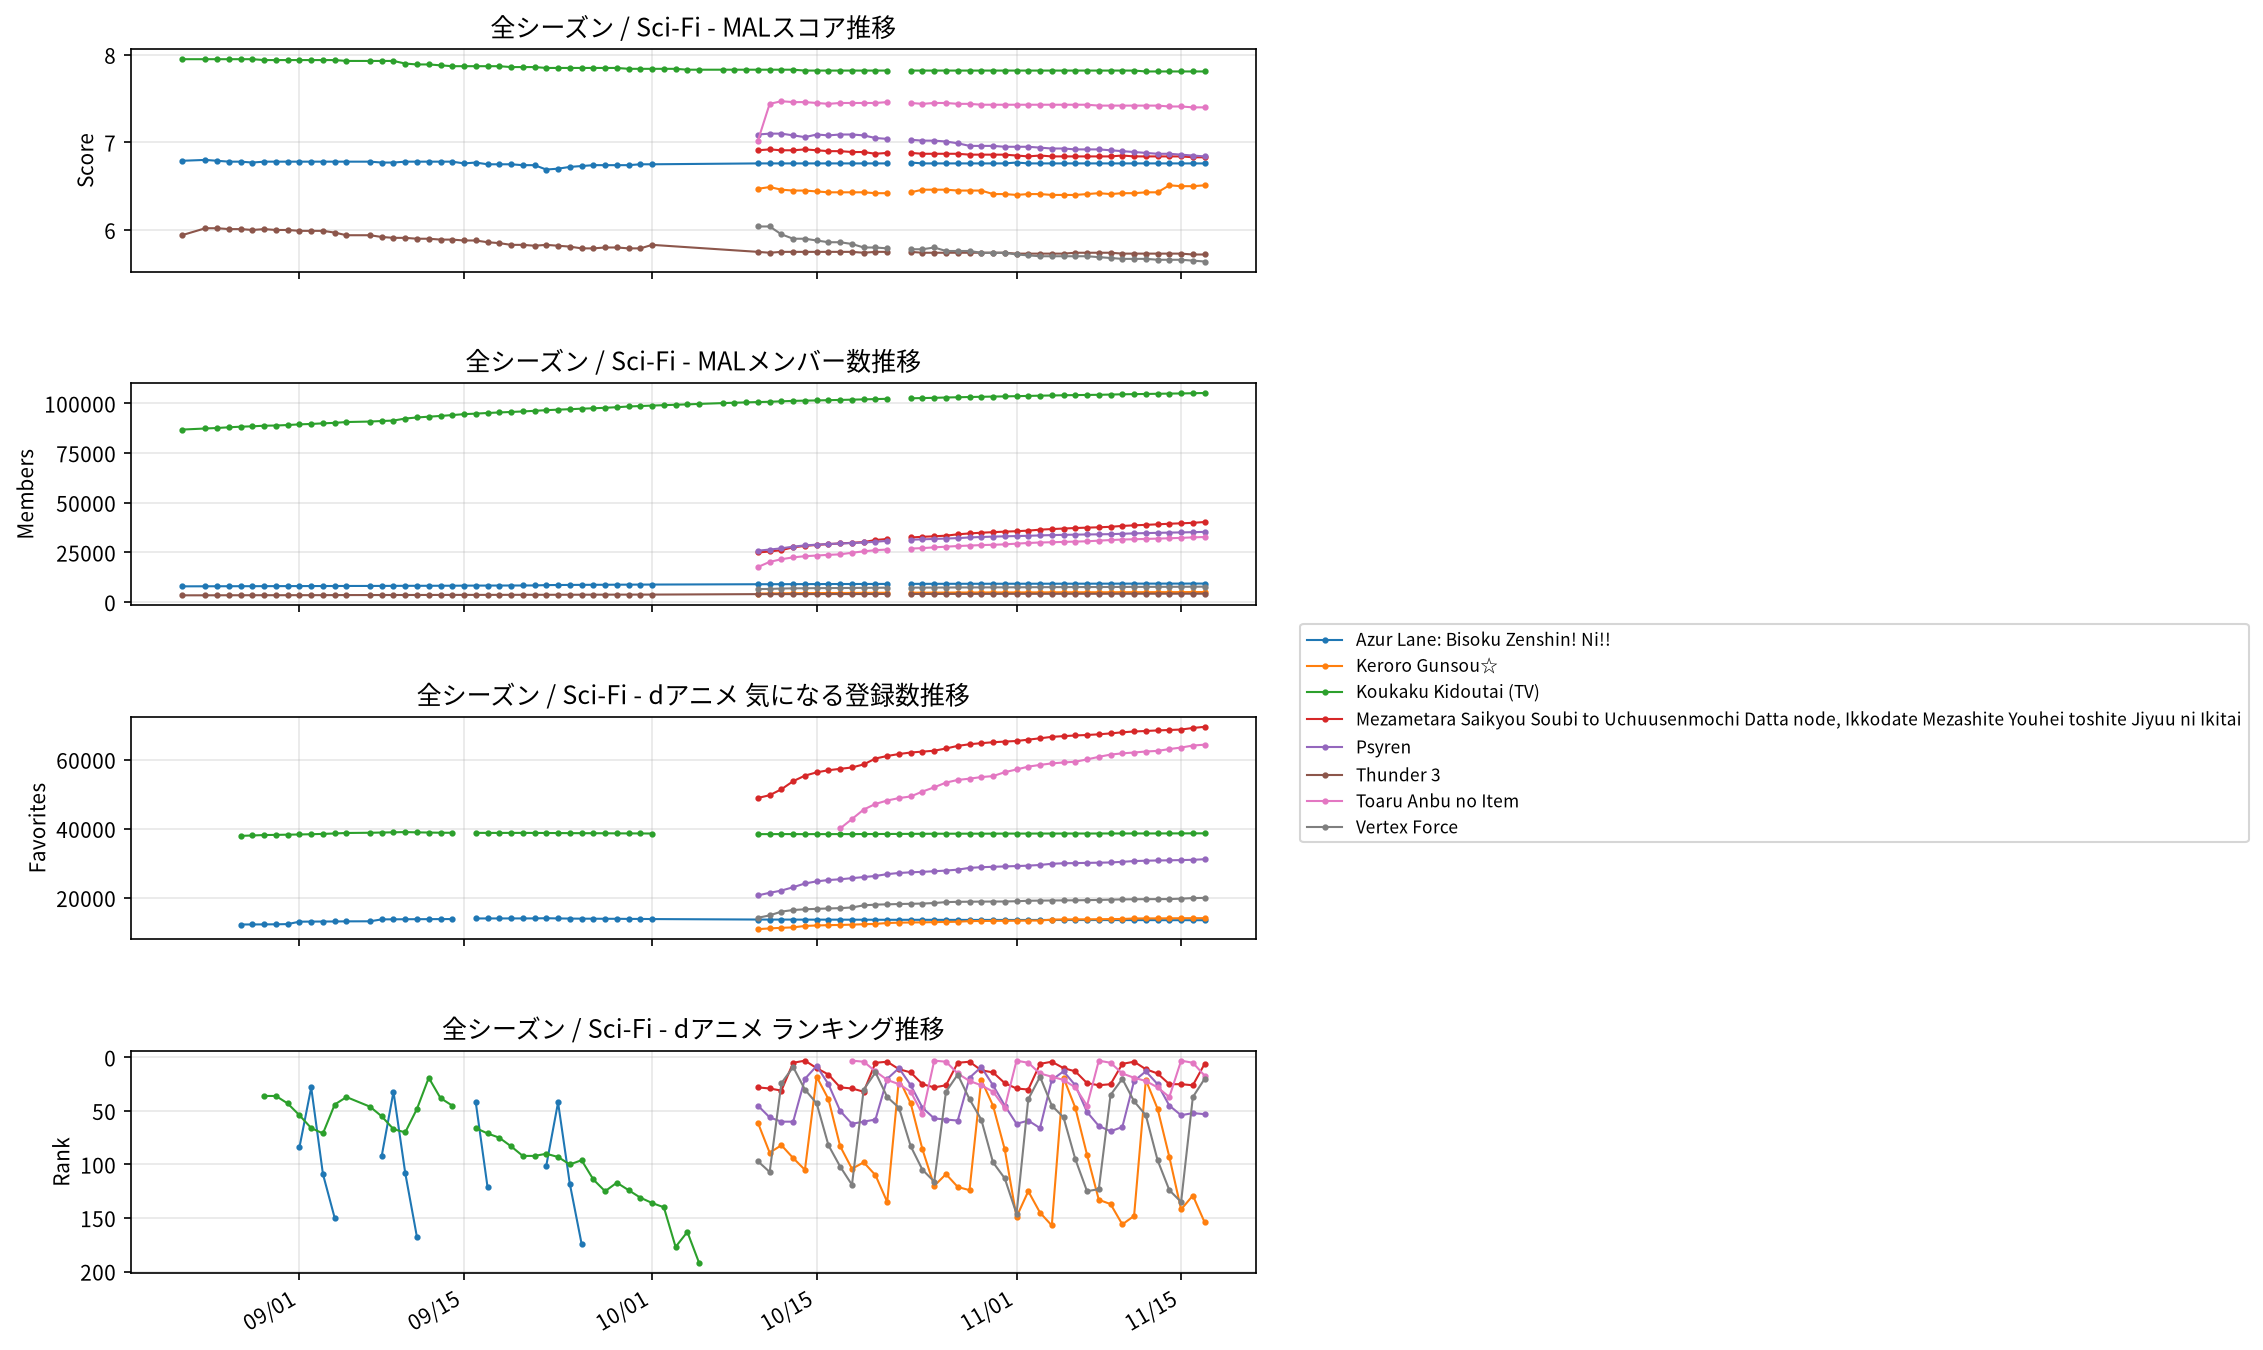 全シーズン / Sci-Fi - MALスコア推移
8
7
6
Score
全シーズン / Sci-Fi - MALメンバー数推移
100000
75000
50000
25000
0
Members
全シーズン / Sci-Fi - dアニメ 気になる登録数推移
60000
40000
20000
Favorites
Azur Lane: Bisoku Zenshin! Ni!!
Keroro Gunsou☆
Koukaku Kidoutai (TV)
Mezametara Saikyou Soubi to Uchuusenmochi Datta node, Ikkodate Mezashite Youhei toshite Jiyuu ni Ikitai
Psyren
Thunder 3
Toaru Anbu no Item
Vertex Force
全シーズン / Sci-Fi - dアニメ ランキング推移
0
50
100
150
200
Rank
09/01
09/15
10/01
10/15
11/01
11/15